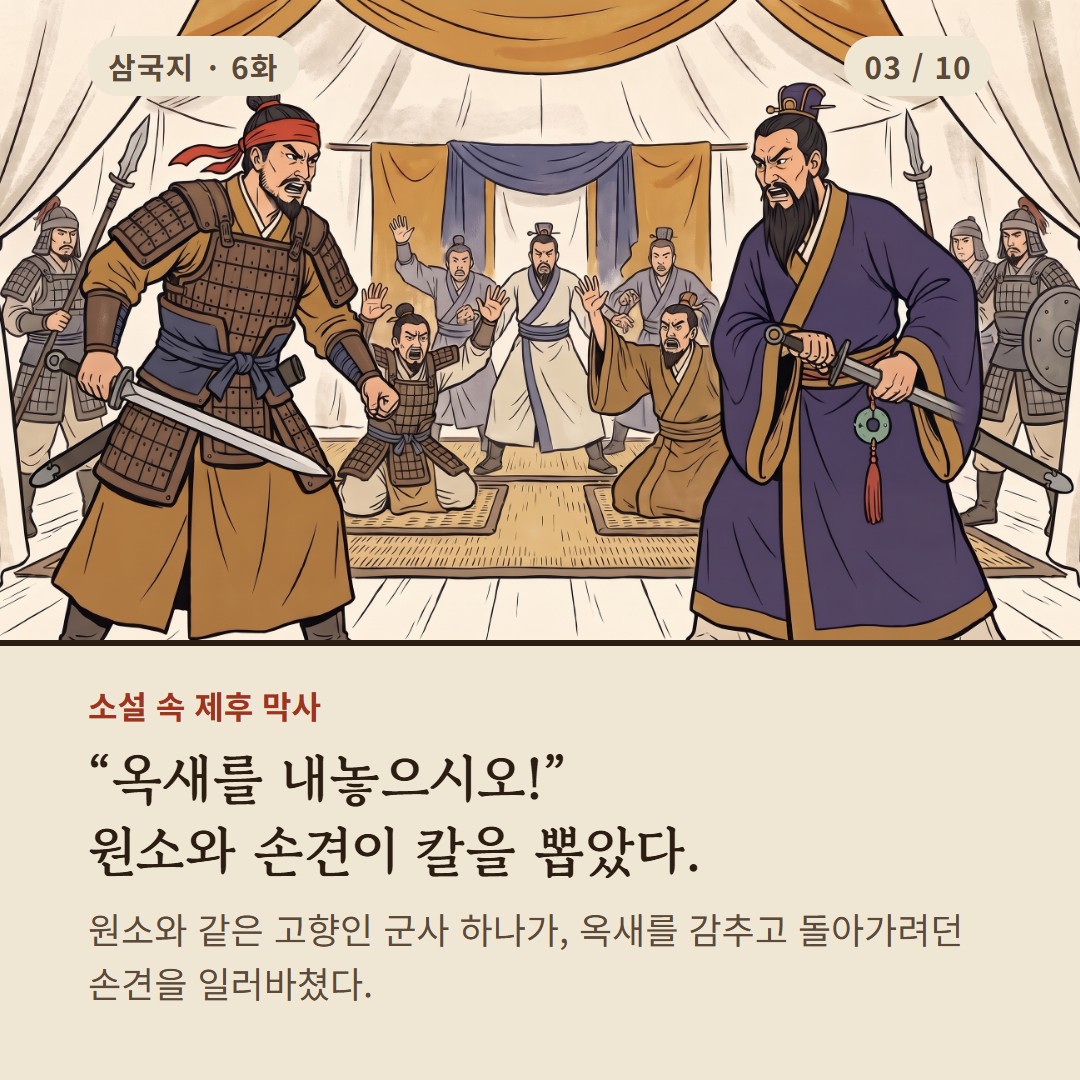 삼국지 · 6화
03 / 10
소설 속 제후 막사
“옥새를 내놓으시오!”
원소와 손견이 칼을 뽑았다.
원소와 같은 고향인 군사 하나가, 옥새를 감추고 돌아가려던
손견을 일러바쳤다.